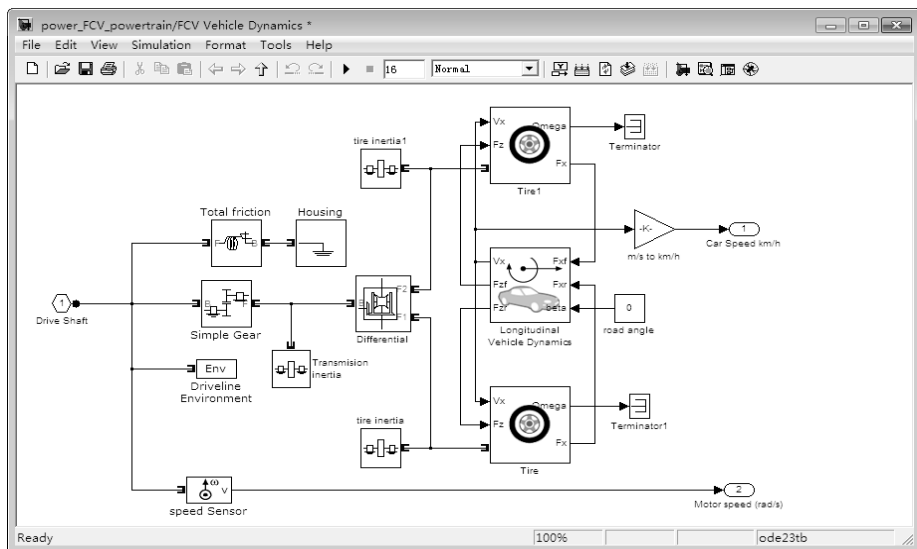 power_FCV_powertrain/FCV Vehicle Dynamics *
File Edit View Simulation Format Tools Help
16
Normal
Vx
Omega
Fz
Fx
Tire1
Terminator
tire inertia1
Total friction
Housing
F
B
-K-
m/s to km/h
1
Car Speed km/h
Vx
Fxf
Fzf
Fxr
Fzr
Beta
Longitudinal
Vehicle Dynamics
0
road angle
1
Drive Shaft
B
F
Simple Gear
B
F2
F1
Differential
Transmision
inertia
Env
Driveline
Environment
tire inertia
Vx
Omega
Fz
Fx
Tire
Terminator1
ω
V
speed Sensor
2
Motor speed (rad/s)
Ready
100%
ode23tb